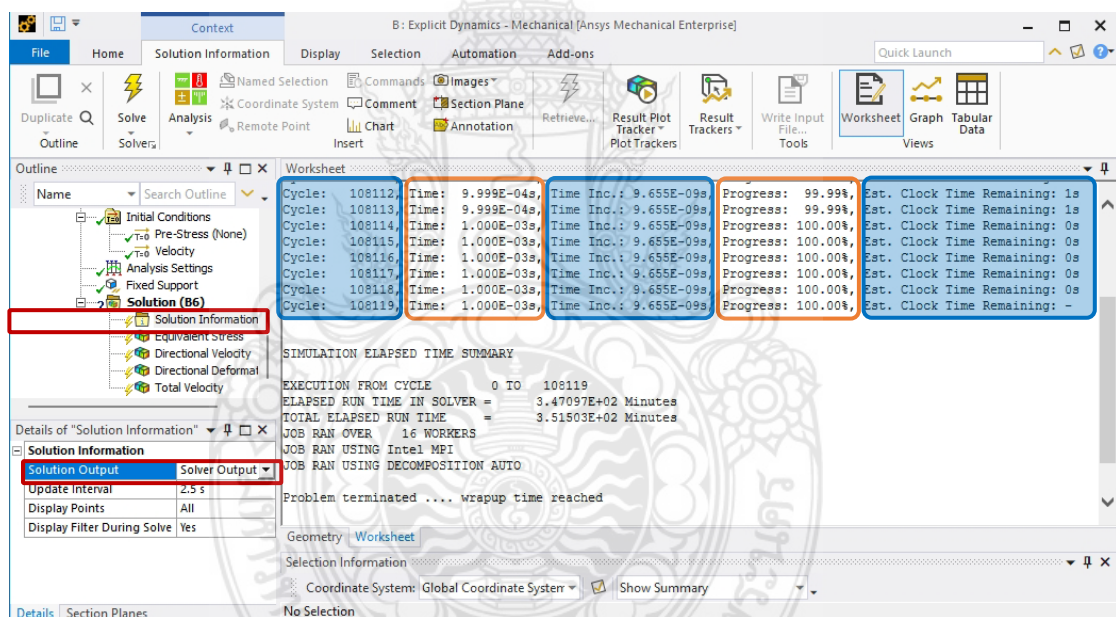 Context
B : Explicit Dynamics - Mechanical [Ansys Mechanical Enterprise]
File Home Solution Information Display Selection Automation Add-ons Quick Launch
Duplicate
Outline
Solve
Solvers
Analysis
Named Selection
Coordinate System
Remote Point
Commands
Comment
Chart
Images
Section Plane
Annotation
Insert
Retrieve...
Result Plot Tracker
Plot Trackers
Result Trackers
Write Input File...
Tools
Worksheet
Graph
Tabular Data
Views
Outline
Name Search Outline
Initial Conditions
Pre-Stress (None)
Velocity
Analysis Settings
Fixed Support
Solution (B6)
Solution Information
Equivalent Stress
Directional Velocity
Directional Deformat
Total Velocity
Details of "Solution Information"
Solution Information
Solution Output Solver Output
Update Interval 2.5 s
Display Points All
Display Filter During Solve Yes
Details Section Planes
Worksheet
Cycle: 108112, Time: 9.999E-04s, Time Inc.: 9.655E-09s, Progress: 99.99%, Est. Clock Time Remaining: 1s
Cycle: 108113, Time: 9.999E-04s, Time Inc.: 9.655E-09s, Progress: 99.99%, Est. Clock Time Remaining: 1s
Cycle: 108114, Time: 1.000E-03s, Time Inc.: 9.655E-09s, Progress: 100.00%, Est. Clock Time Remaining: 0s
Cycle: 108115, Time: 1.000E-03s, Time Inc.: 9.655E-09s, Progress: 100.00%, Est. Clock Time Remaining: 0s
Cycle: 108116, Time: 1.000E-03s, Time Inc.: 9.655E-09s, Progress: 100.00%, Est. Clock Time Remaining: 0s
Cycle: 108117, Time: 1.000E-03s, Time Inc.: 9.655E-09s, Progress: 100.00%, Est. Clock Time Remaining: 0s
Cycle: 108118, Time: 1.000E-03s, Time Inc.: 9.655E-09s, Progress: 100.00%, Est. Clock Time Remaining: 0s
Cycle: 108119, Time: 1.000E-03s, Time Inc.: 9.655E-09s, Progress: 100.00%, Est. Clock Time Remaining: -
SIMULATION ELAPSED TIME SUMMARY
EXECUTION FROM CYCLE 0 TO 108119
ELAPSED RUN TIME IN SOLVER = 3.47097E+02 Minutes
TOTAL ELAPSED RUN TIME = 3.51503E+02 Minutes
JOB RAN OVER 16 WORKERS
JOB RAN USING Intel MPI
JOB RAN USING DECOMPOSITION AUTO
Problem terminated .... wrapup time reached
Geometry Worksheet
Selection Information
Coordinate System: Global Coordinate System Show Summary
No Selection